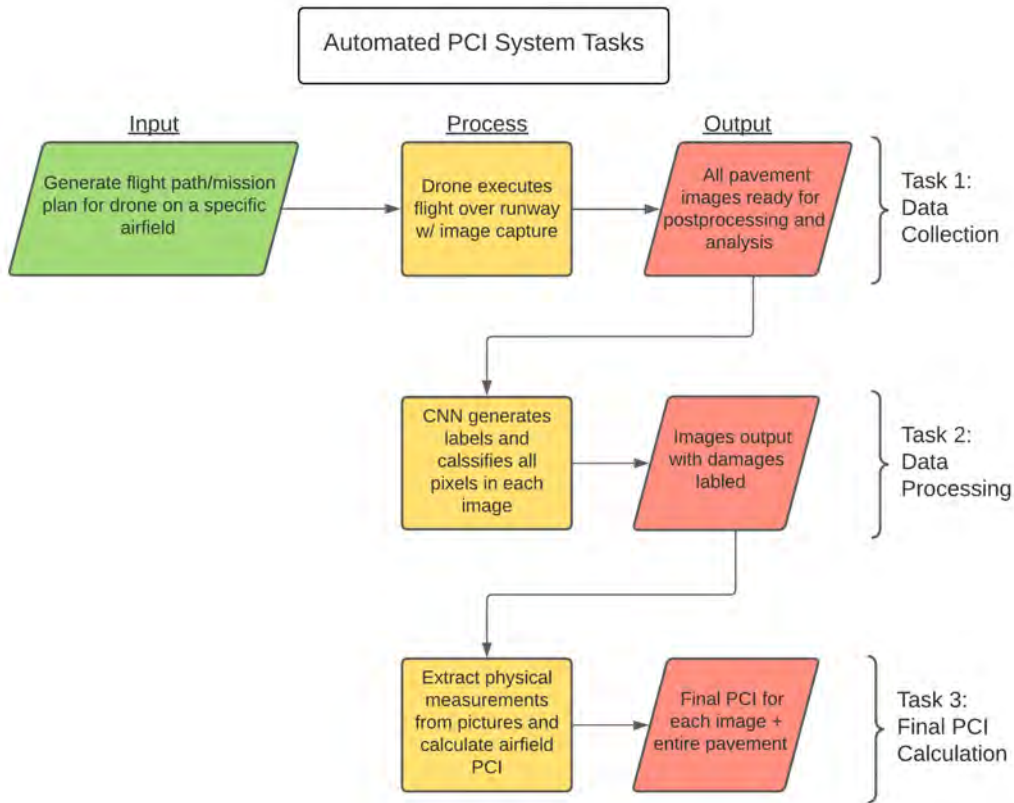 Automated PCI System Tasks
Input
Process
Output
Generate flight path/mission
plan for drone on a specific
airfield
Drone executes
flight over runway
w/ image capture
All pavement
images ready for
postprocessing and
analysis
Task 1:
Data
Collection
CNN generates
labels and
calssifies all
pixels in each
image
Images output
with damages
labled
Task 2:
Data
Processing
Extract physical
measurements
from pictures and
calculate airfield
PCI
Final PCI for
each image +
entire pavement
Task 3:
Final PCI
Calculation